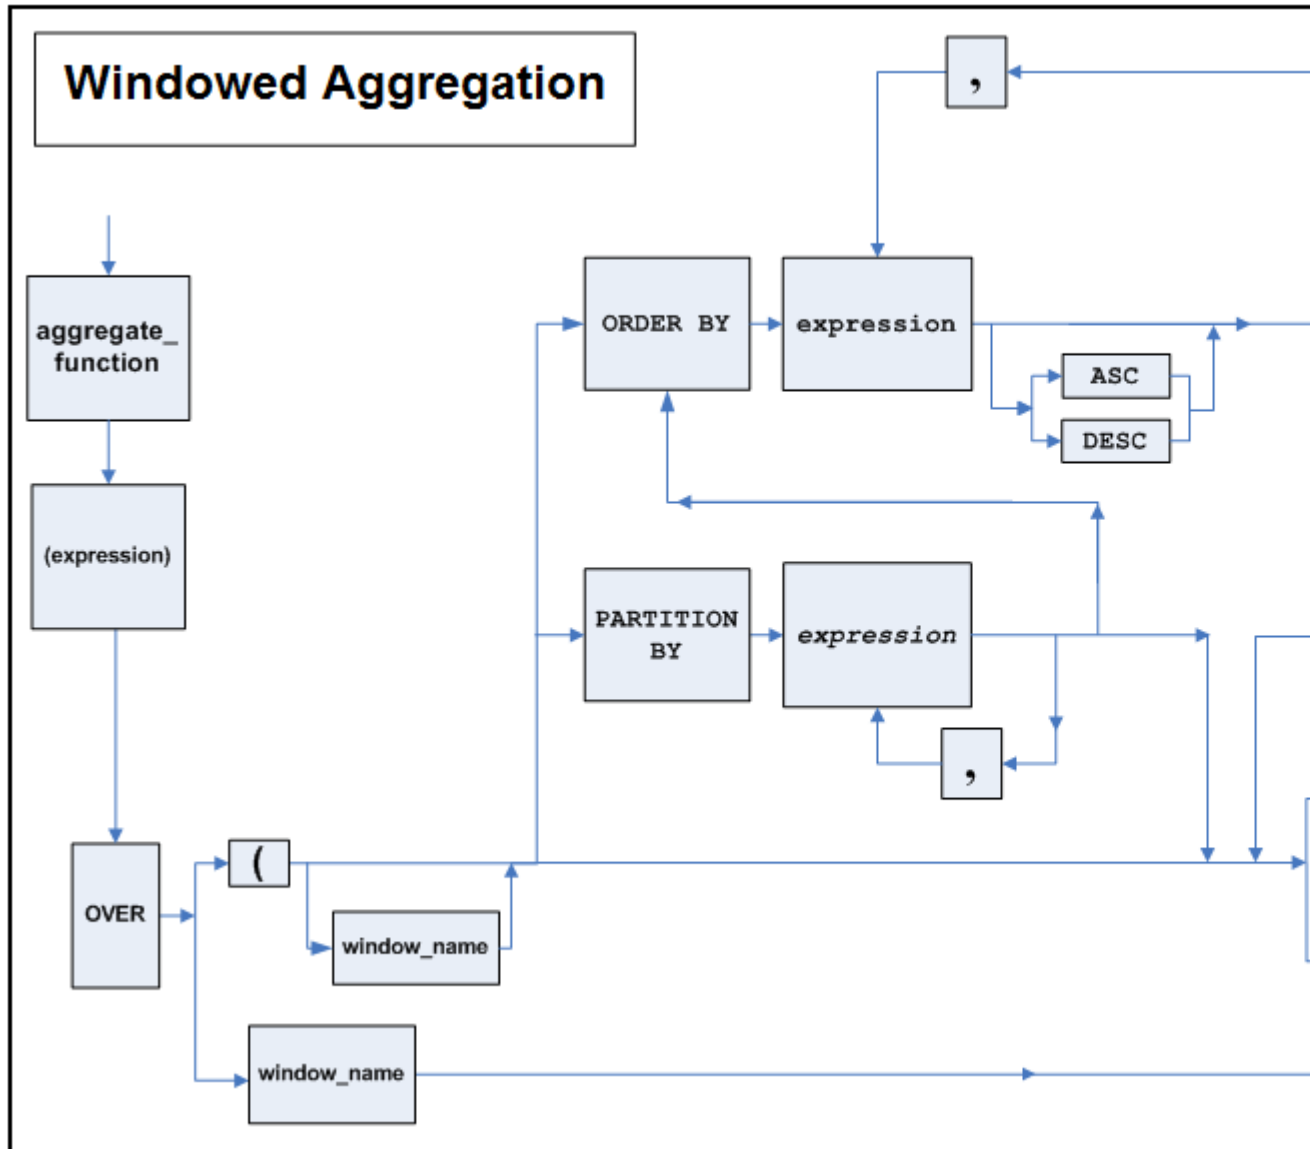 Windowed Aggregation
,
aggregate_
function
ORDER BY
expression
ASC
DESC
(expression)
PARTITION
BY
expression
,
OVER
(
window_name
window_name